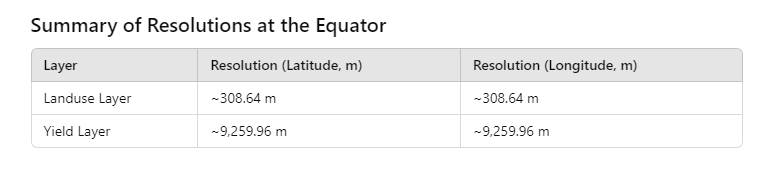 Summary of Resolutions at the Equator
Layer Resolution (Latitude, m) Resolution (Longitude, m)
Landuse Layer ~308.64 m ~308.64 m
Yield Layer ~9,259.96 m ~9,259.96 m